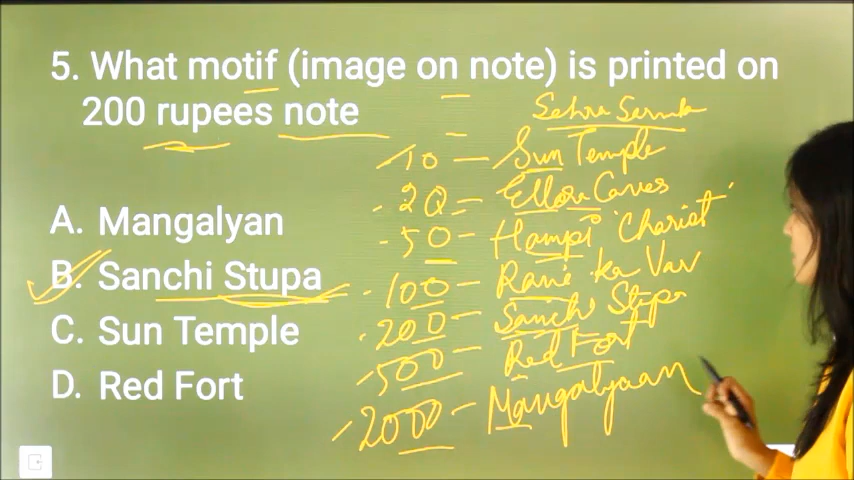 5. What motif (image on note) is printed on
200 rupees note
A. Mangalyan
B. Sanchi Stupa
C. Sun Temple
D. Red Fort
10 - Sun Temple
- 20 - Ellora Caves
- 50 - Hampi 'Chariot'
- 100 - Rani ka Vav
- 200 - Sanchi Stupa
- 500 - Red Fort
- 2000 - Mangalyaan